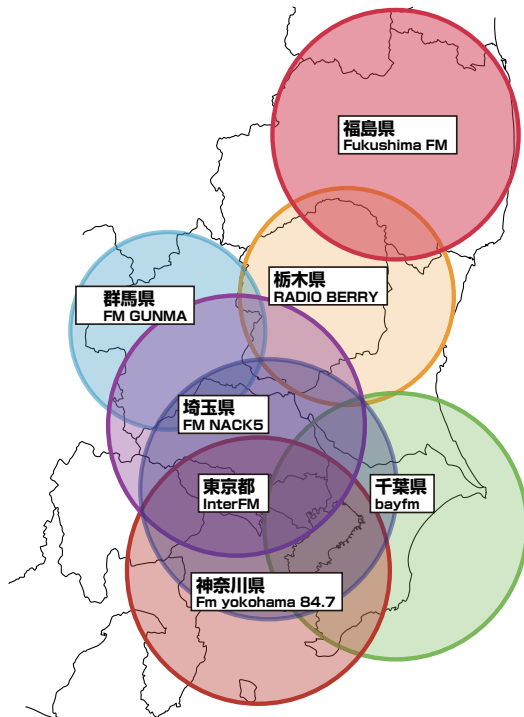 福島県
Fukushima FM
栃木県
RADIO BERRY
群馬県
FM GUNMA
埼玉県
FM NACK5
東京都
InterFM
千葉県
bayfm
神奈川県
Fm yokohama 84.7